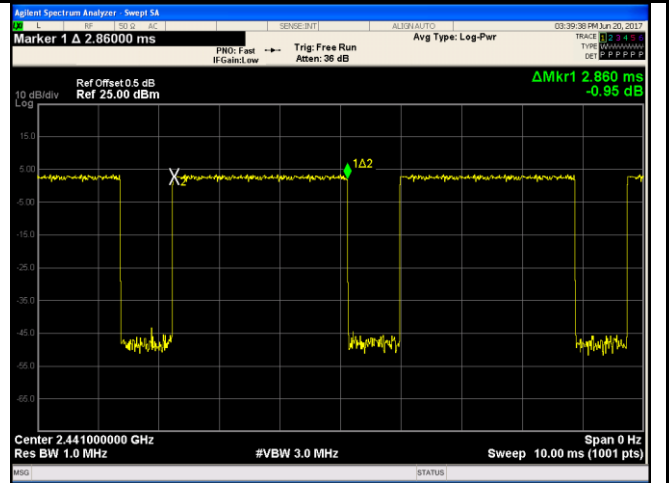 Agilent Spectrum Analyzer - Swept SA
L RF 50 Ω AC SENSE:INT ALIGN AUTO 03:39:38 PM Jun 20, 2017
Marker 1 Δ 2.86000 ms
PNO: Fast Trig: Free Run Avg Type: Log-Pwr TRACE 1 2 3 4 5 6
IFGain:Low Atten: 36 dB TYPE W
DET P P P P P P
Ref Offset 0.5 dB ΔMkr1 2.860 ms
10 dB/div Ref 25.00 dBm -0.95 dB
Log
15.0
5.00
1Δ2
X2
-5.00
-15.0
-25.0
-35.0
-45.0
-55.0
-65.0
Center 2.441000000 GHz Span 0 Hz
Res BW 1.0 MHz #VBW 3.0 MHz Sweep 10.00 ms (1001 pts)
MSG STATUS